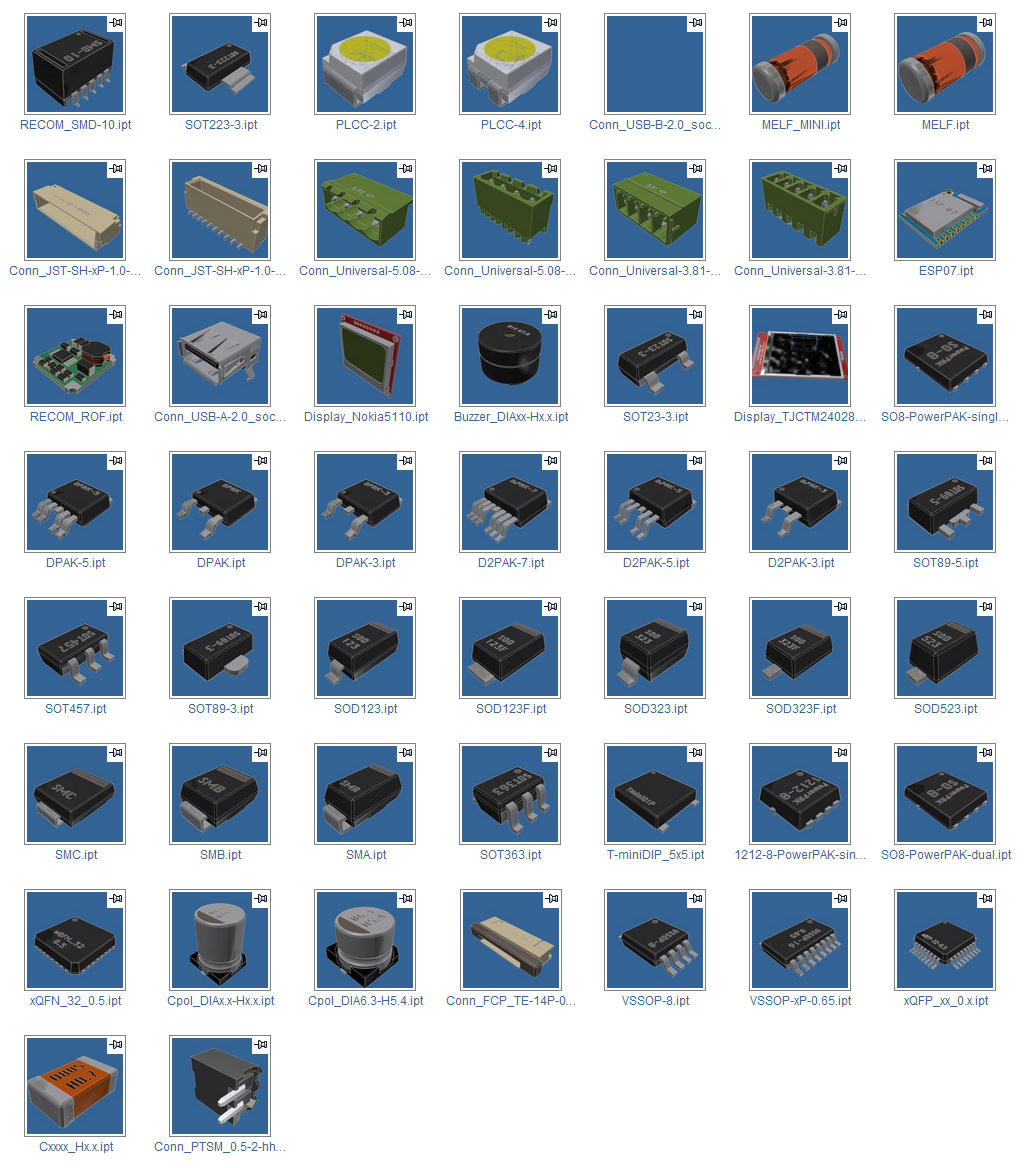 RECOM_SMD-10.ipt
SOT223-3.ipt
PLCC-2.ipt
PLCC-4.ipt
Conn_USB-B-2.0_soc...
MELF_MINI.ipt
MELF.ipt
Conn_JST-SH-xP-1.0-...
Conn_JST-SH-xP-1.0-...
Conn_Universal-5.08-...
Conn_Universal-5.08-...
Conn_Universal-3.81-...
Conn_Universal-3.81-...
ESP07.ipt
RECOM_ROF.ipt
Conn_USB-A-2.0_soc...
Display_Nokia5110.ipt
Buzzer_DIAxx-Hx.x.ipt
SOT23-3.ipt
Display_TJCTM24028...
SO8-PowerPAK-singl...
DPAK-5.ipt
DPAK.ipt
DPAK-3.ipt
D2PAK-7.ipt
D2PAK-5.ipt
D2PAK-3.ipt
SOT89-5.ipt
SOT457.ipt
SOT89-3.ipt
SOD123.ipt
SOD123F.ipt
SOD323.ipt
SOD323F.ipt
SOD523.ipt
SMC.ipt
SMB.ipt
SMA.ipt
SOT363.ipt
T-miniDIP_5x5.ipt
1212-8-PowerPAK-sin...
SO8-PowerPAK-dual.ipt
xQFN_32_0.5.ipt
Cpol_DIAx.x-Hx.x.ipt
Cpol_DIA6.3-H5.4.ipt
Conn_FCP_TE-14P-0...
VSSOP-8.ipt
VSSOP-xP-0.65.ipt
xQFP_xx_0.x.ipt
Cxxxx_Hx.x.ipt
Conn_PTSM_0.5-2-hh...